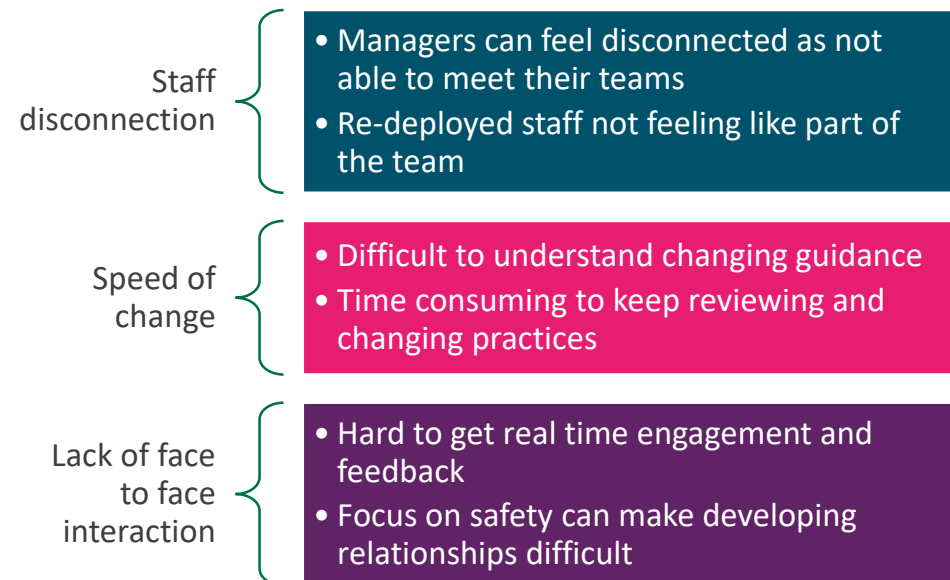 Staff
disconnection
• Managers can feel disconnected as not
able to meet their teams
• Re-deployed staff not feeling like part of
the team
Speed of
change
• Difficult to understand changing guidance
• Time consuming to keep reviewing and
changing practices
Lack of face
to face
interaction
• Hard to get real time engagement and
feedback
• Focus on safety can make developing
relationships difficult